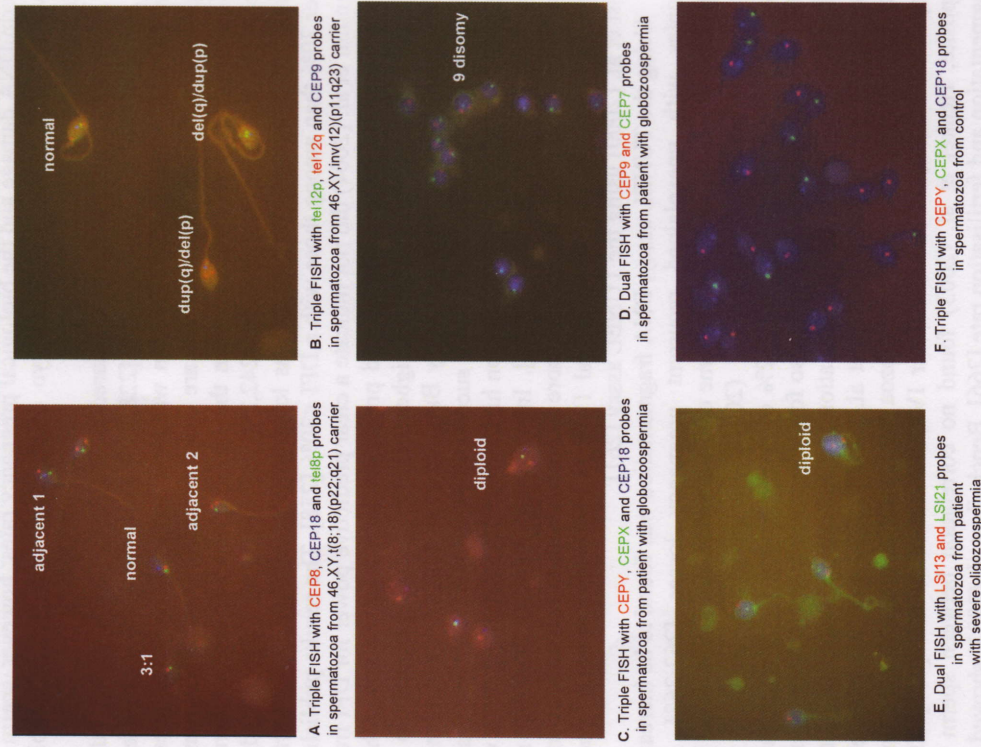 adjacent 1
normal
3:1
adjacent 2
A. Triple FISH with CEP8, CEP18 and tel8p probes
in spermatozoa from 46,XY,t(8;18)(p22;q21) carrier
normal
dup(q)/del(p)
del(q)/dup(p)
B. Triple FISH with tel12p, tel12q and CEP9 probes
in spermatozoa from 46,XY,inv(12)(p11q23) carrier
diploid
C. Triple FISH with CEPY, CEPX and CEP18 probes
in spermatozoa from patient with globozoospermia
9 disomy
D. Dual FISH with CEP9 and CEP7 probes
in spermatozoa from patient with globozoospermia
diploid
E. Dual FISH with LSI13 and LSI21 probes
in spermatozoa from patient
with severe oligozoospermia
F. Triple FISH with CEPY, CEPX and CEP18 probes
in spermatozoa from control